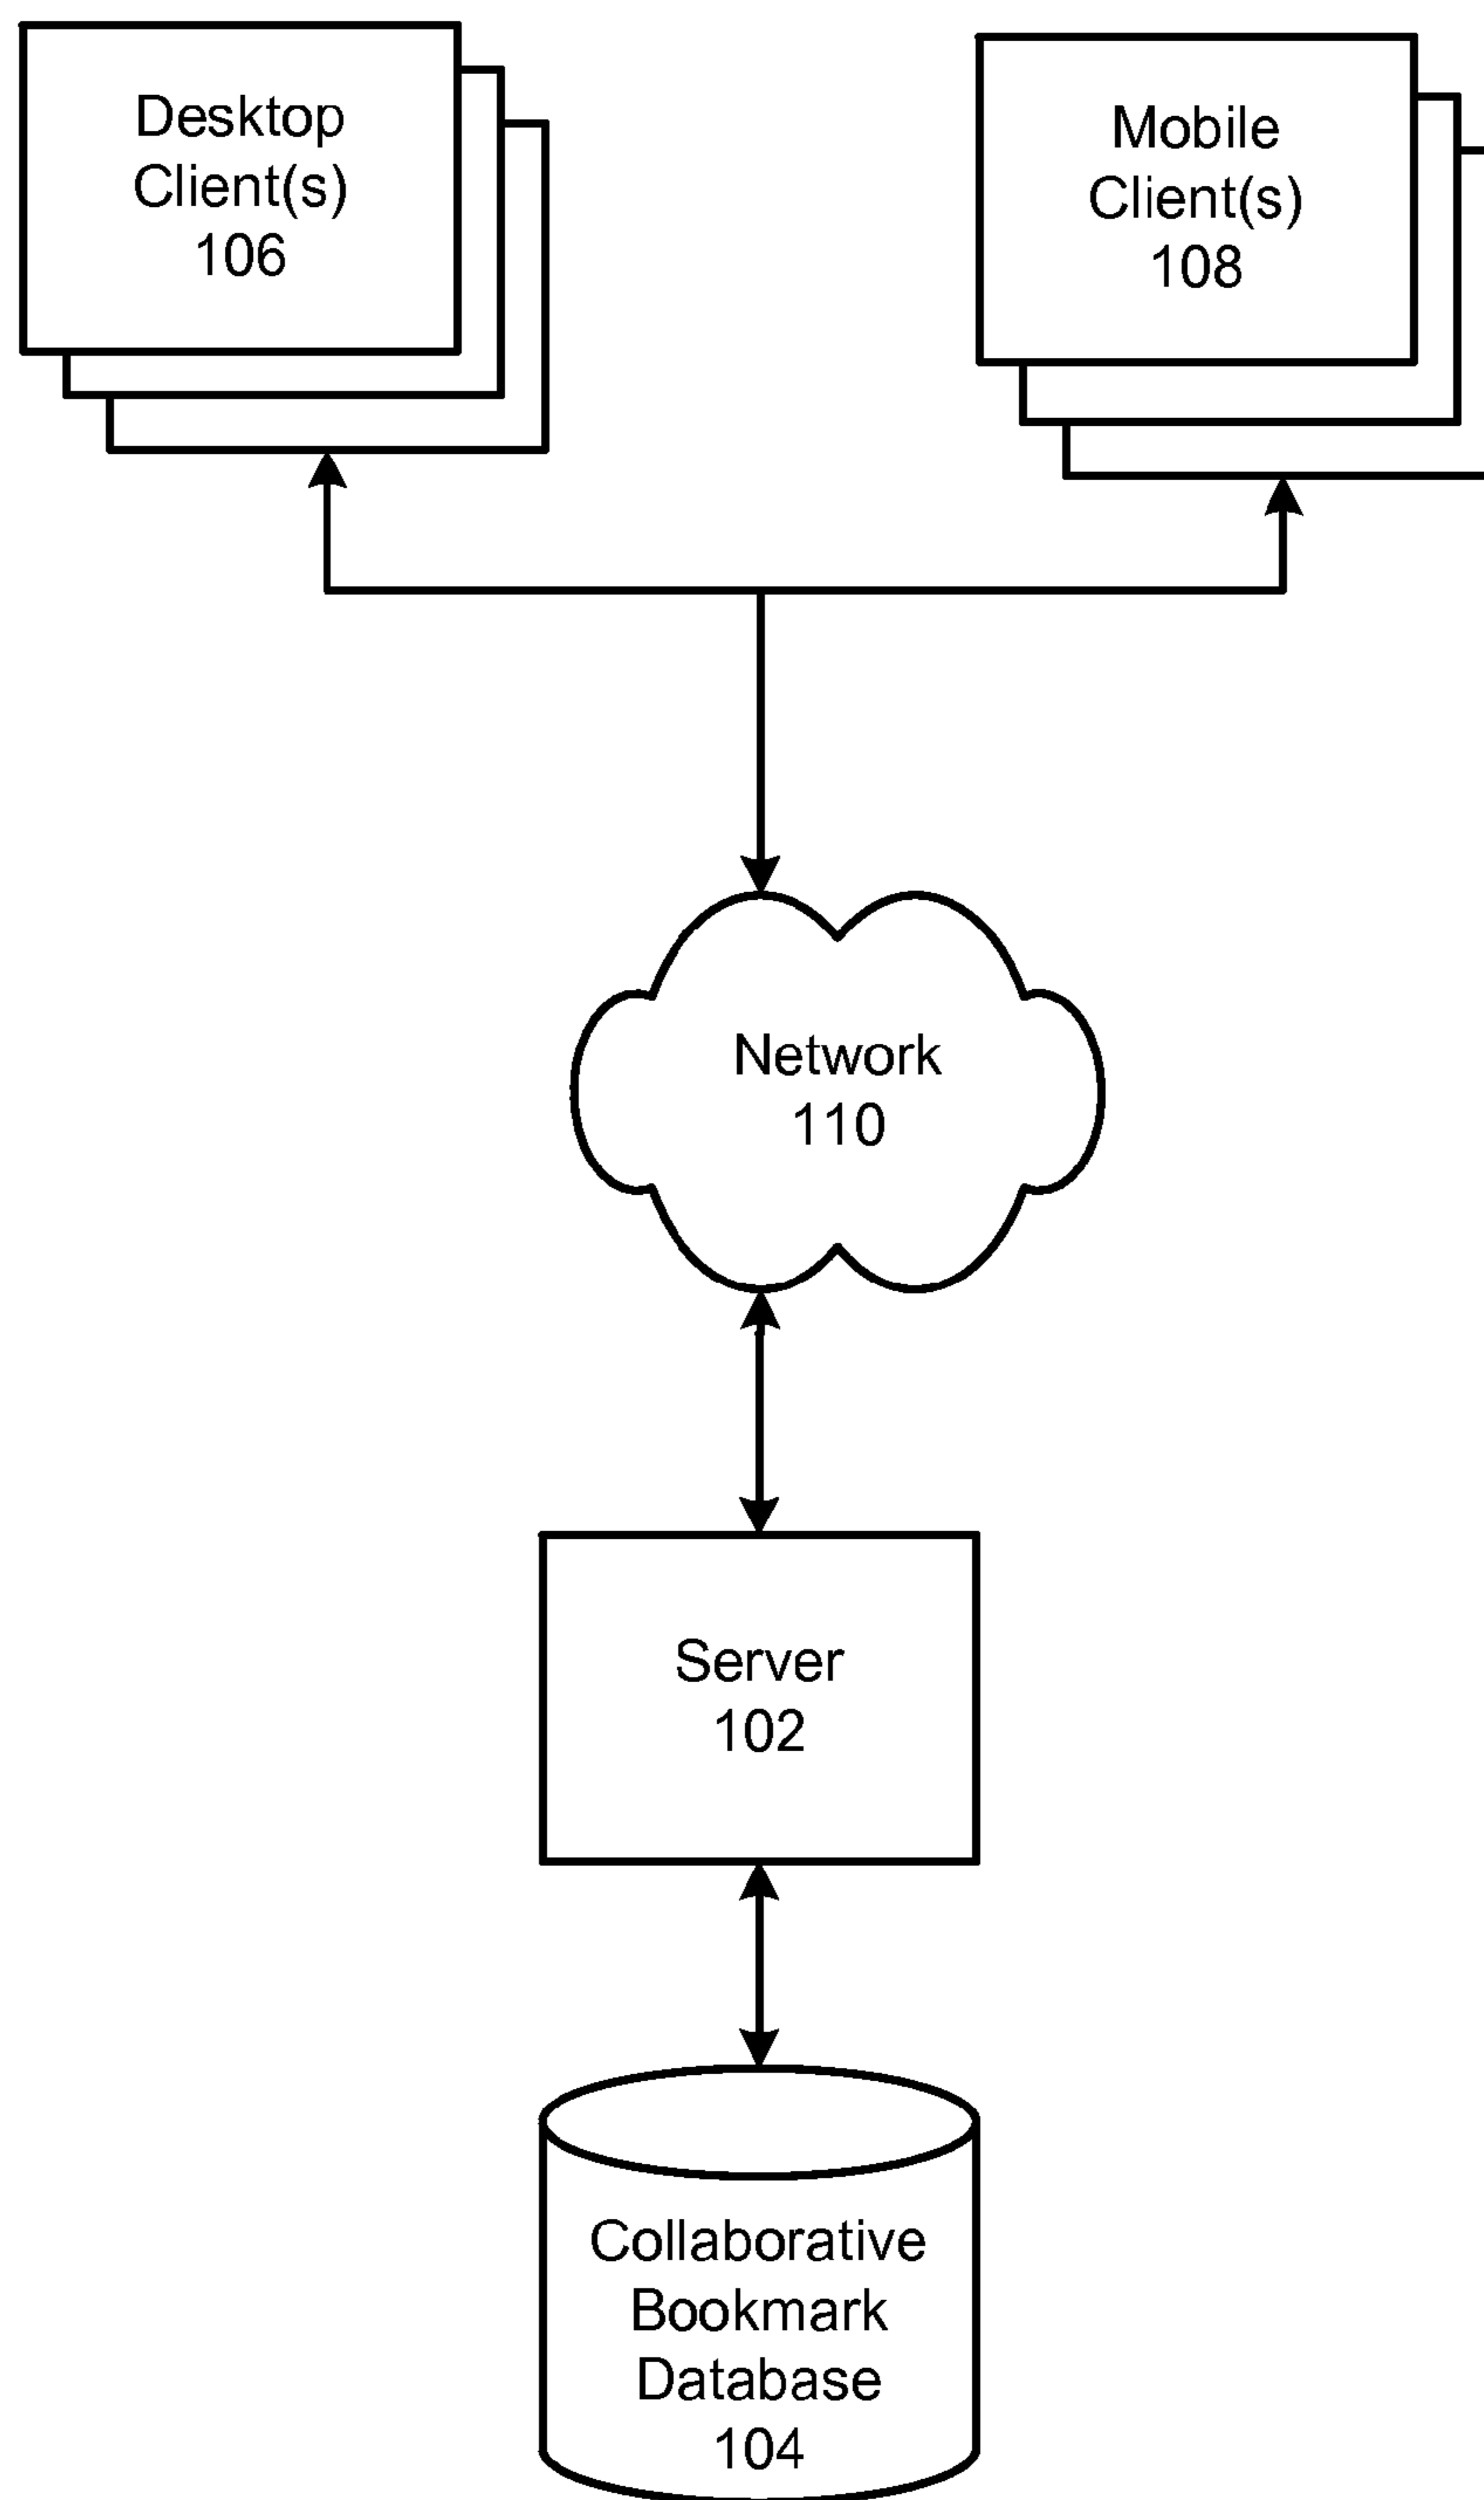 Desktop
Client(s)
106
Mobile
Client(s)
108
Network
110
Server
102
Collaborative
Bookmark
Database
104